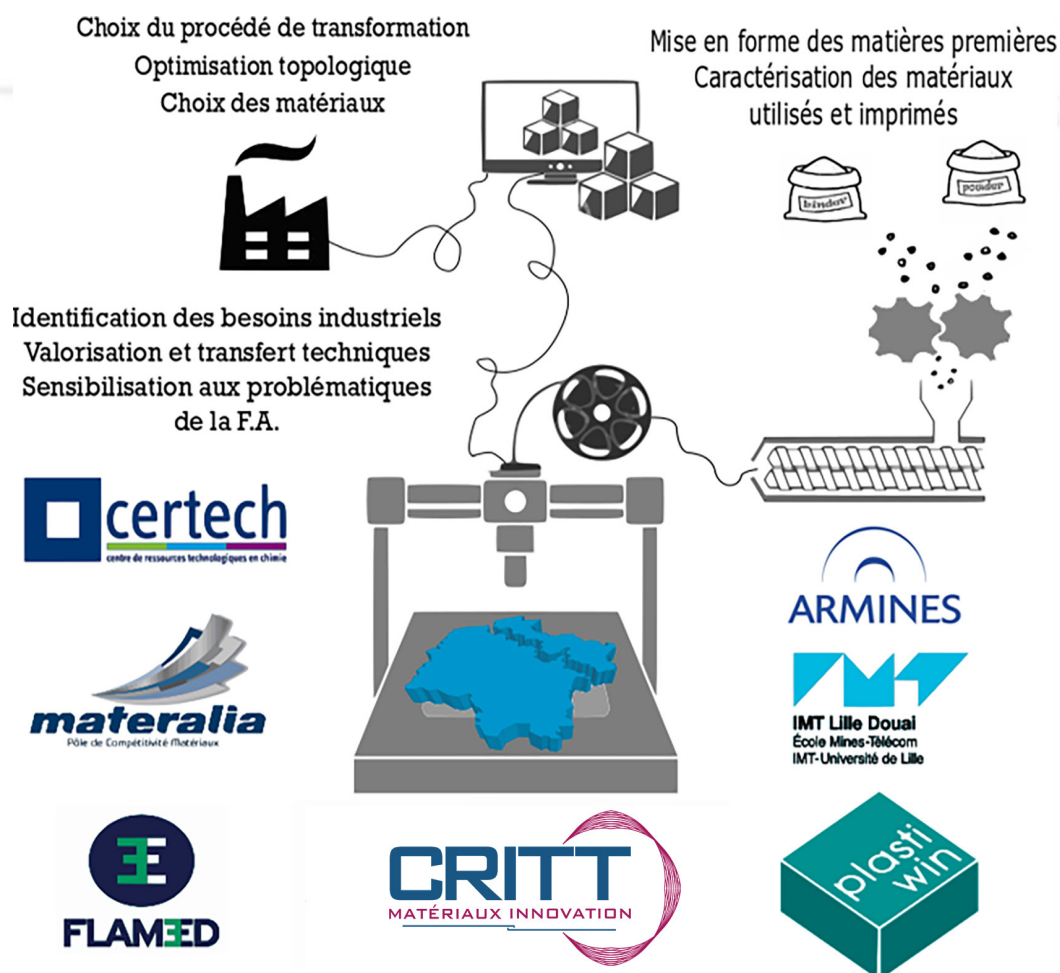 Choix du procédé de transformation
Optimisation topologique
Choix des matériaux
Mise en forme des matières premières
Caractérisation des matériaux
utilisés et imprimés
binder
powder
Identification des besoins industriels
Valorisation et transfert techniques
Sensibilisation aux problématiques
de la F.A.
certech
centre de ressources technologiques en chimie
ARMINES
materalia
Pôle de Compétitivité Matériaux
IMT Lille Douai
École Mines-Télécom
IMT-Université de Lille
FLAMEED
CRITT
MATÉRIAUX INNOVATION
plasti
win